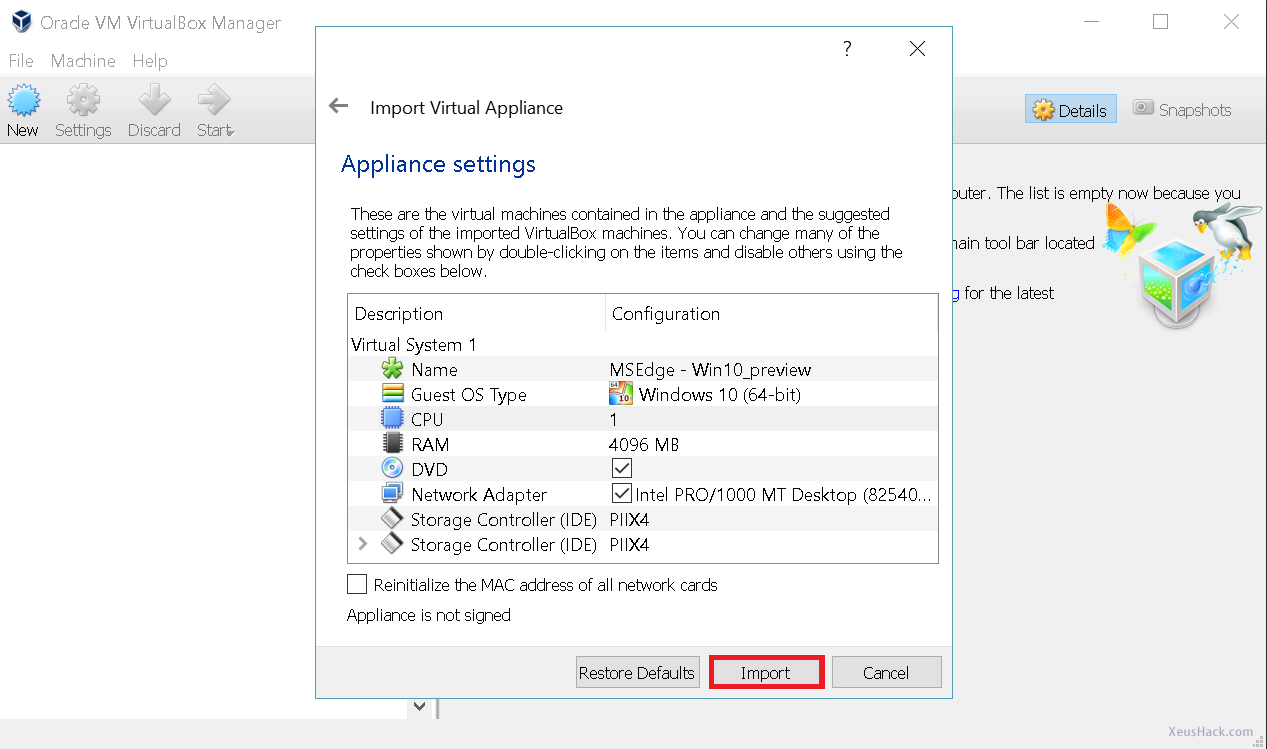 Oracle VM VirtualBox Manager
File Machine Help
New Settings Discard Start
Details Snapshots
?
Import Virtual Appliance
Appliance settings
These are the virtual machines contained in the appliance and the suggested
settings of the imported VirtualBox machines. You can change many of the
properties shown by double-clicking on the items and disable others using the
check boxes below.
Description Configuration
Virtual System 1
Name MSEdge - Win10_preview
Guest OS Type 64 10 Windows 10 (64-bit)
CPU 1
RAM 4096 MB
DVD
Network Adapter Intel PRO/1000 MT Desktop (82540...
Storage Controller (IDE) PIIX4
Storage Controller (IDE) PIIX4
Reinitialize the MAC address of all network cards
Appliance is not signed
Restore Defaults Import Cancel
puter. The list is empty now because you
main tool bar located
g for the latest
XeusHack.com